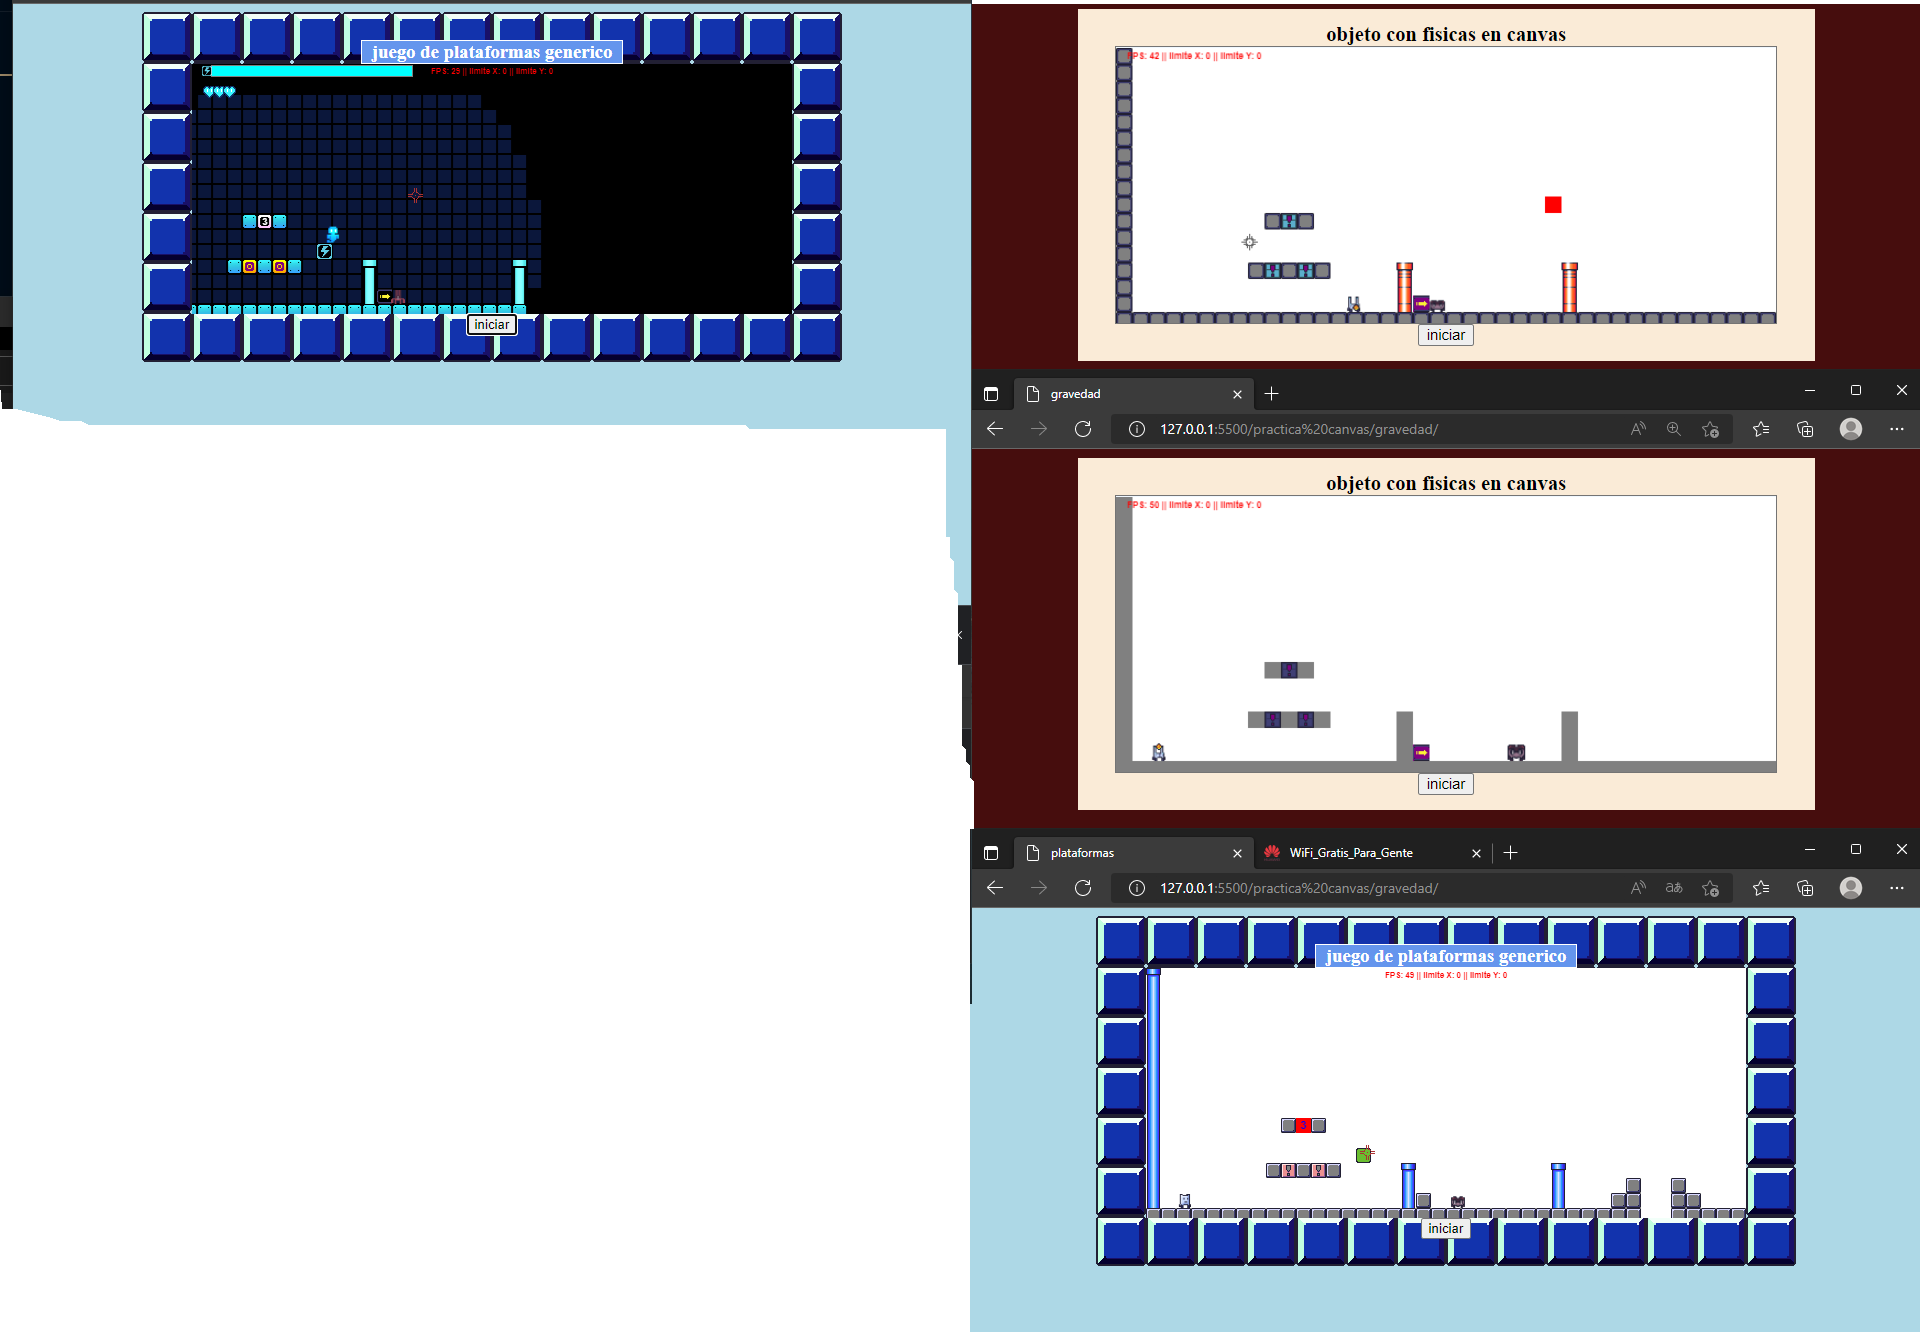 juego de plataformas generico
FPS: 29 || limite X: 0 || limite Y: 0
3
iniciar
objeto con fisicas en canvas
FPS: 42 || limite X: 0 || limite Y: 0
iniciar
gravedad
127.0.0.1:5500/practica%20canvas/gravedad/
objeto con fisicas en canvas
FPS: 50 || limite X: 0 || limite Y: 0
iniciar
plataformas
WiFi_Gratis_Para_Gente
127.0.0.1:5500/practica%20canvas/gravedad/
juego de plataformas generico
FPS: 49 || limite X: 0 || limite Y: 0
3
iniciar